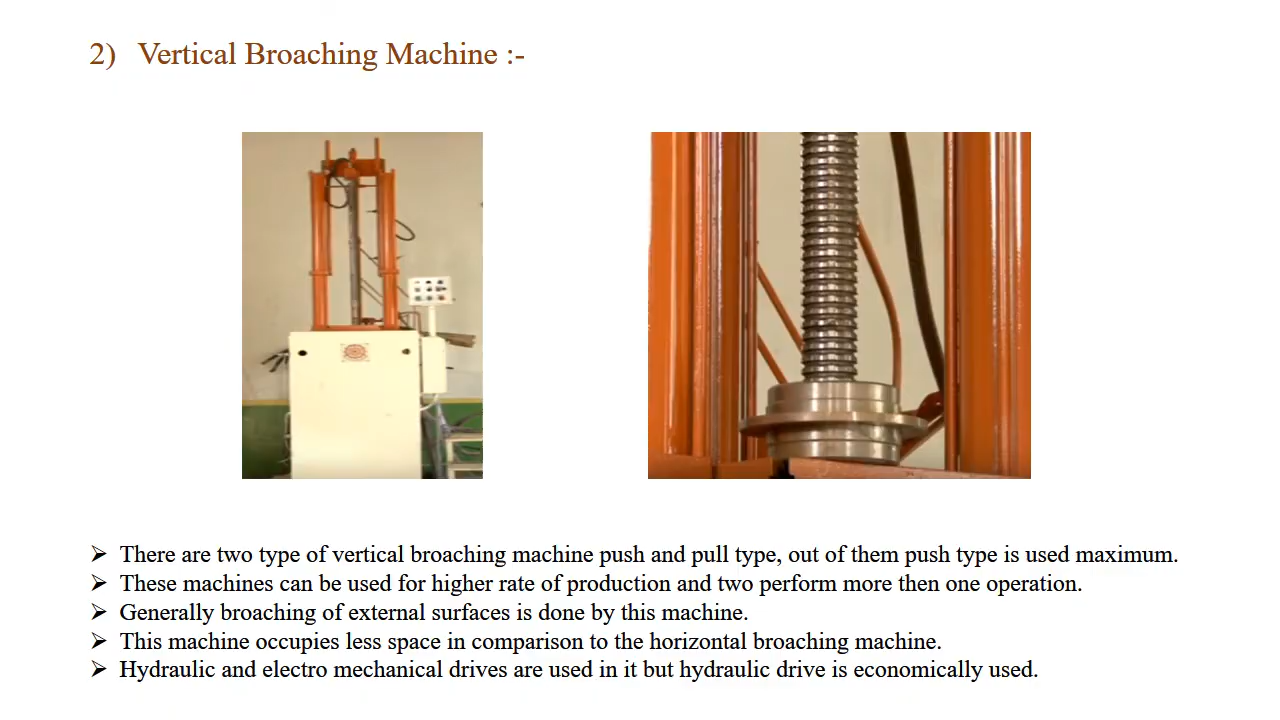 2) Vertical Broaching Machine :-
➢ There are two type of vertical broaching machine push and pull type, out of them push type is used maximum.
➢ These machines can be used for higher rate of production and two perform more then one operation.
➢ Generally broaching of external surfaces is done by this machine.
➢ This machine occupies less space in comparison to the horizontal broaching machine.
➢ Hydraulic and electro mechanical drives are used in it but hydraulic drive is economically used.